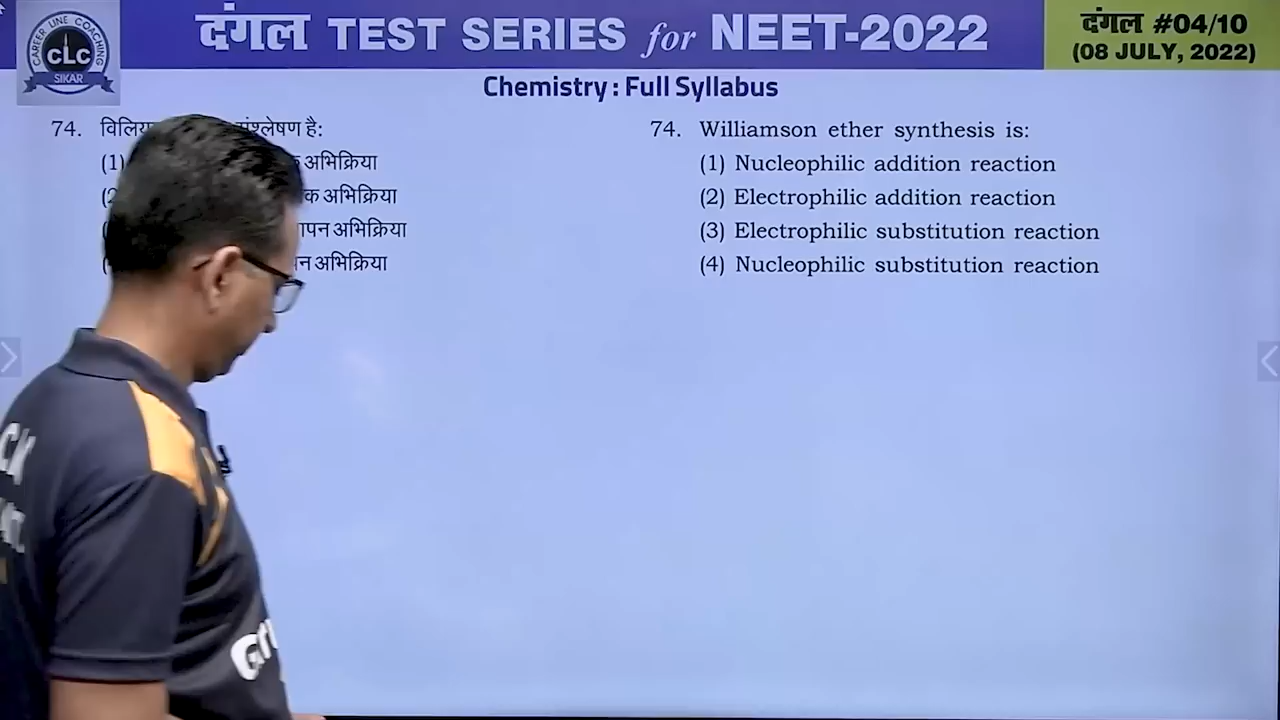 CAREER LINE COACHING
CLC
SIKAR
दंगल TEST SERIES for NEET-2022
दंगल #04/10
(08 JULY, 2022)
Chemistry : Full Syllabus
74. है:
(1) अभिक्रिया
अभिक्रिया
अभिक्रिया
अभिक्रिया
74. Williamson ether synthesis is:
(1) Nucleophilic addition reaction
(2) Electrophilic addition reaction
(3) Electrophilic substitution reaction
(4) Nucleophilic substitution reaction